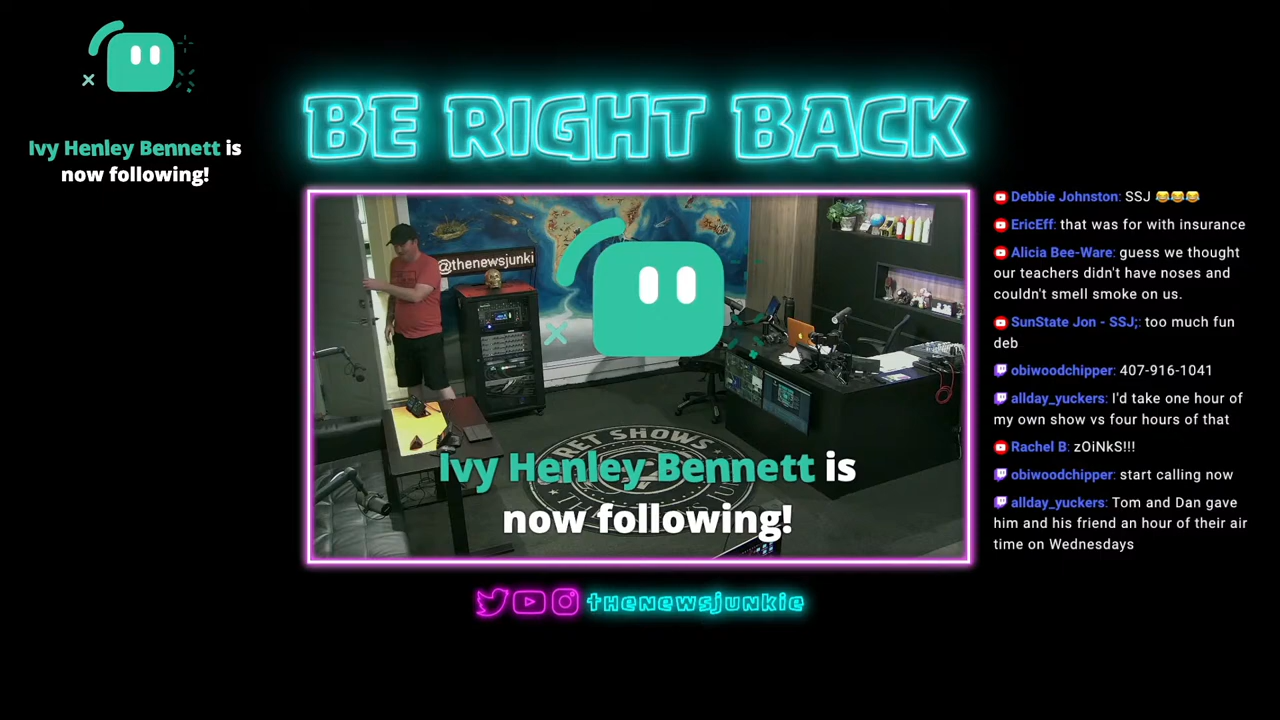 Ivy Henley Bennett is
now following!
BE RIGHT BACK
@thenewsjunki
Ivy Henley Bennett is
now following!
thenewsjunkie
Debbie Johnston: SSJ 😂😂😂
EricEff: that was for with insurance
Alicia Bee-Ware: guess we thought
our teachers didn't have noses and
couldn't smell smoke on us.
SunState Jon - SSJ;: too much fun
deb
obiwoodchipper: 407-916-1041
allday_yuckers: I'd take one hour of
my own show vs four hours of that
Rachel B: zOiNkS!!!
obiwoodchipper: start calling now
allday_yuckers: Tom and Dan gave
him and his friend an hour of their air
time on Wednesdays